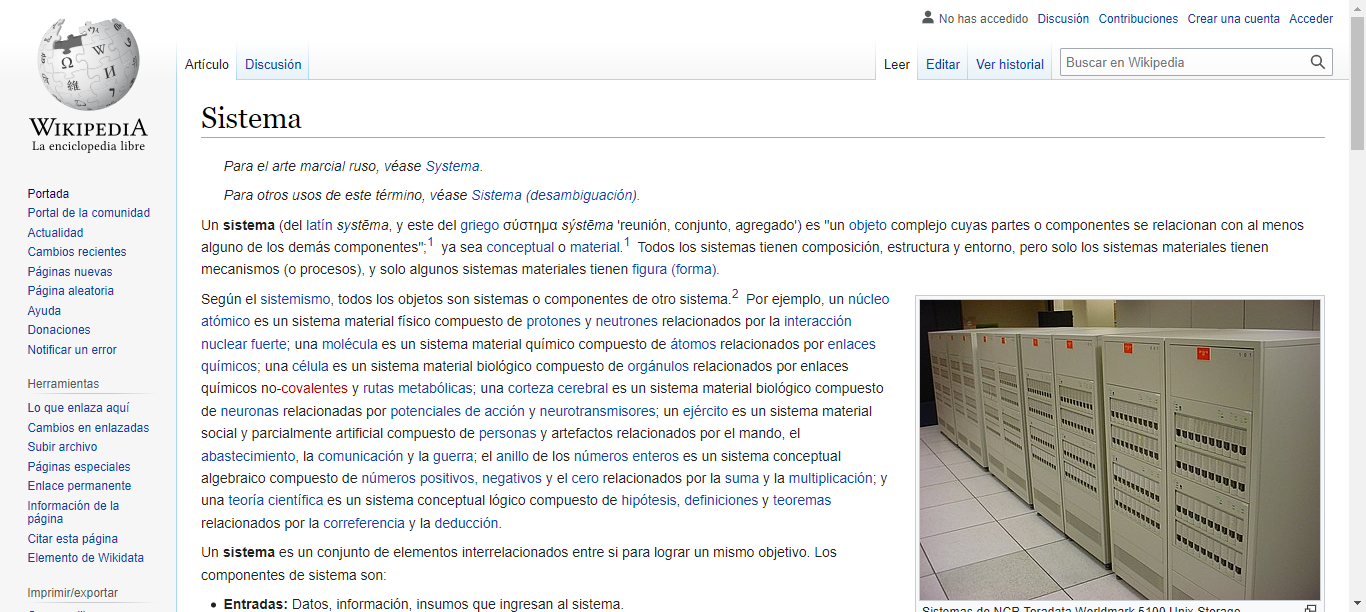 No ha accedido Discusión Contribuciones Crear una cuenta Acceder
Artículo Discusión Leer Editar Ver historial Buscar en Wikipedia
WIKIPEDIA
La enciclopedia libre
Portada
Portal de la comunidad
Actualidad
Cambios recientes
Páginas nuevas
Página aleatoria
Ayuda
Donaciones
Notificar un error
Herramientas
Lo que enlaza aquí
Cambios en enlazadas
Subir archivo
Páginas especiales
Enlace permanente
Información de la
página
Citar esta página
Elemento de Wikidata
Imprimir/exportar
Sistema
Para el arte marcial ruso, véase Systema.
Para otros usos de este término, véase Sistema (desambiguación).
Un sistema (del latín systēma, y este del griego σύστημα sýstēma 'reunión, conjunto, agregado') es "un objeto complejo cuyas partes o componentes se relacionan con al menos
alguno de los demás componentes";1 ya sea conceptual o material.1 Todos los sistemas tienen composición, estructura y entorno, pero solo los sistemas materiales tienen
mecanismos (o procesos), y solo algunos sistemas materiales tienen figura (forma).
Según el sistemismo, todos los objetos son sistemas o componentes de otro sistema.2 Por ejemplo, un núcleo
atómico es un sistema material físico compuesto de protones y neutrones relacionados por la interacción
nuclear fuerte; una molécula es un sistema material químico compuesto de átomos relacionados por enlaces
químicos; una célula es un sistema material biológico compuesto de orgánulos relacionados por enlaces
químicos no-covalentes y rutas metabólicas; una corteza cerebral es un sistema material biológico compuesto
de neuronas relacionadas por potenciales de acción y neurotransmisores; un ejército es un sistema material
social y parcialmente artificial compuesto de personas y artefactos relacionados por el mando, el
abastecimiento, la comunicación y la guerra; el anillo de los números enteros es un sistema conceptual
algebraico compuesto de números positivos, negativos y el cero relacionados por la suma y la multiplicación; y
una teoría científica es un sistema conceptual lógico compuesto de hipótesis, definiciones y teoremas
relacionados por la correferencia y la deducción.
Un sistema es un conjunto de elementos interrelacionados entre si para lograr un mismo objetivo. Los
componentes de sistema son:
• Entradas: Datos, información, insumos que ingresan al sistema.
Sistemas de NCR Teradata Worldmark 5100 Unix Storage